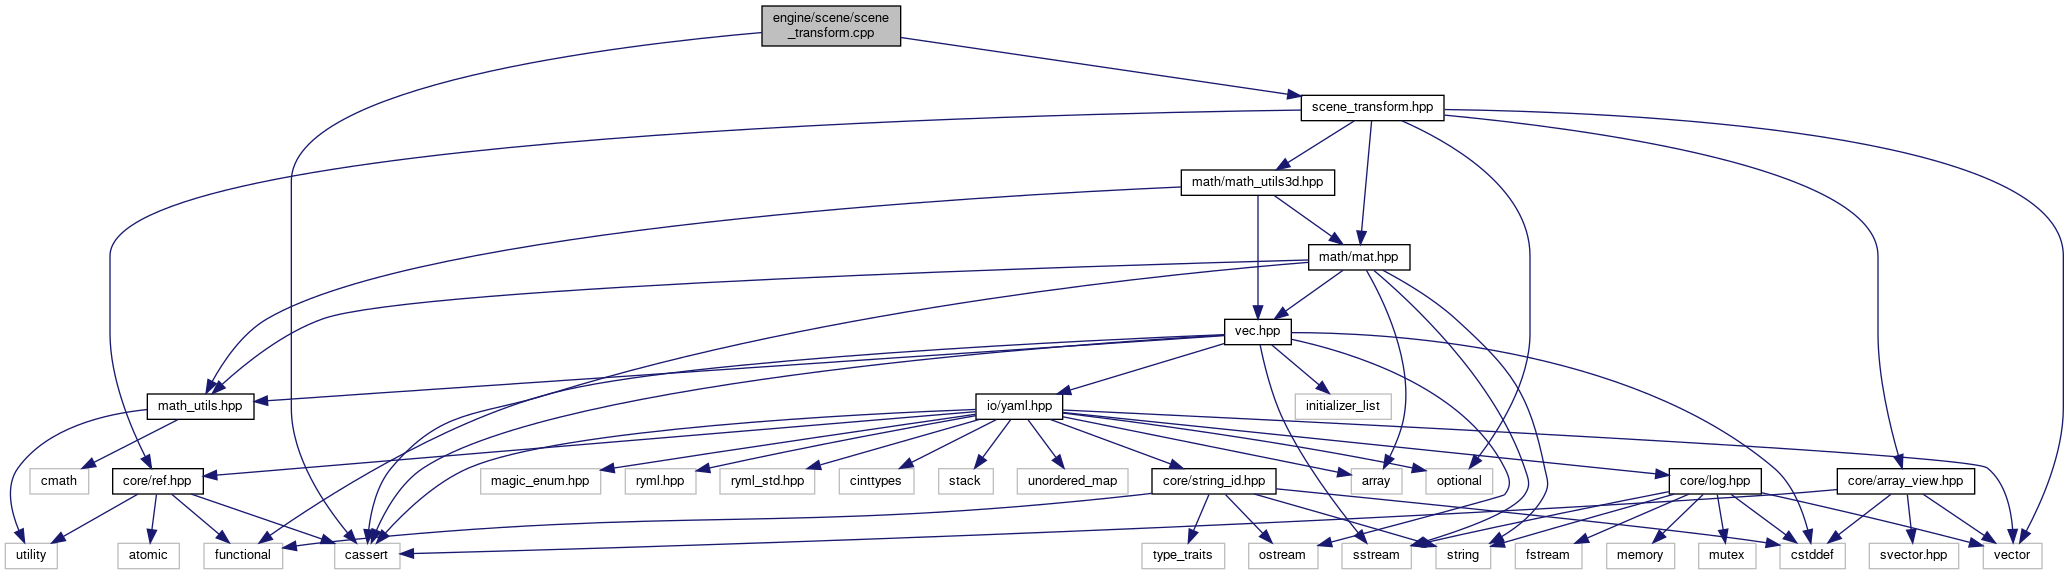 engine/scene/scene
_transform.cpp
scene_transform.hpp
math/math_utils3d.hpp
math/mat.hpp
vec.hpp
math_utils.hpp
io/yaml.hpp
initializer_list
cmath
core/ref.hpp
magic_enum.hpp
ryml.hpp
ryml_std.hpp
cinttypes
stack
unordered_map
core/string_id.hpp
array
optional
core/log.hpp
core/array_view.hpp
utility
atomic
functional
cassert
type_traits
ostream
sstream
string
fstream
memory
mutex
cstddef
svector.hpp
vector